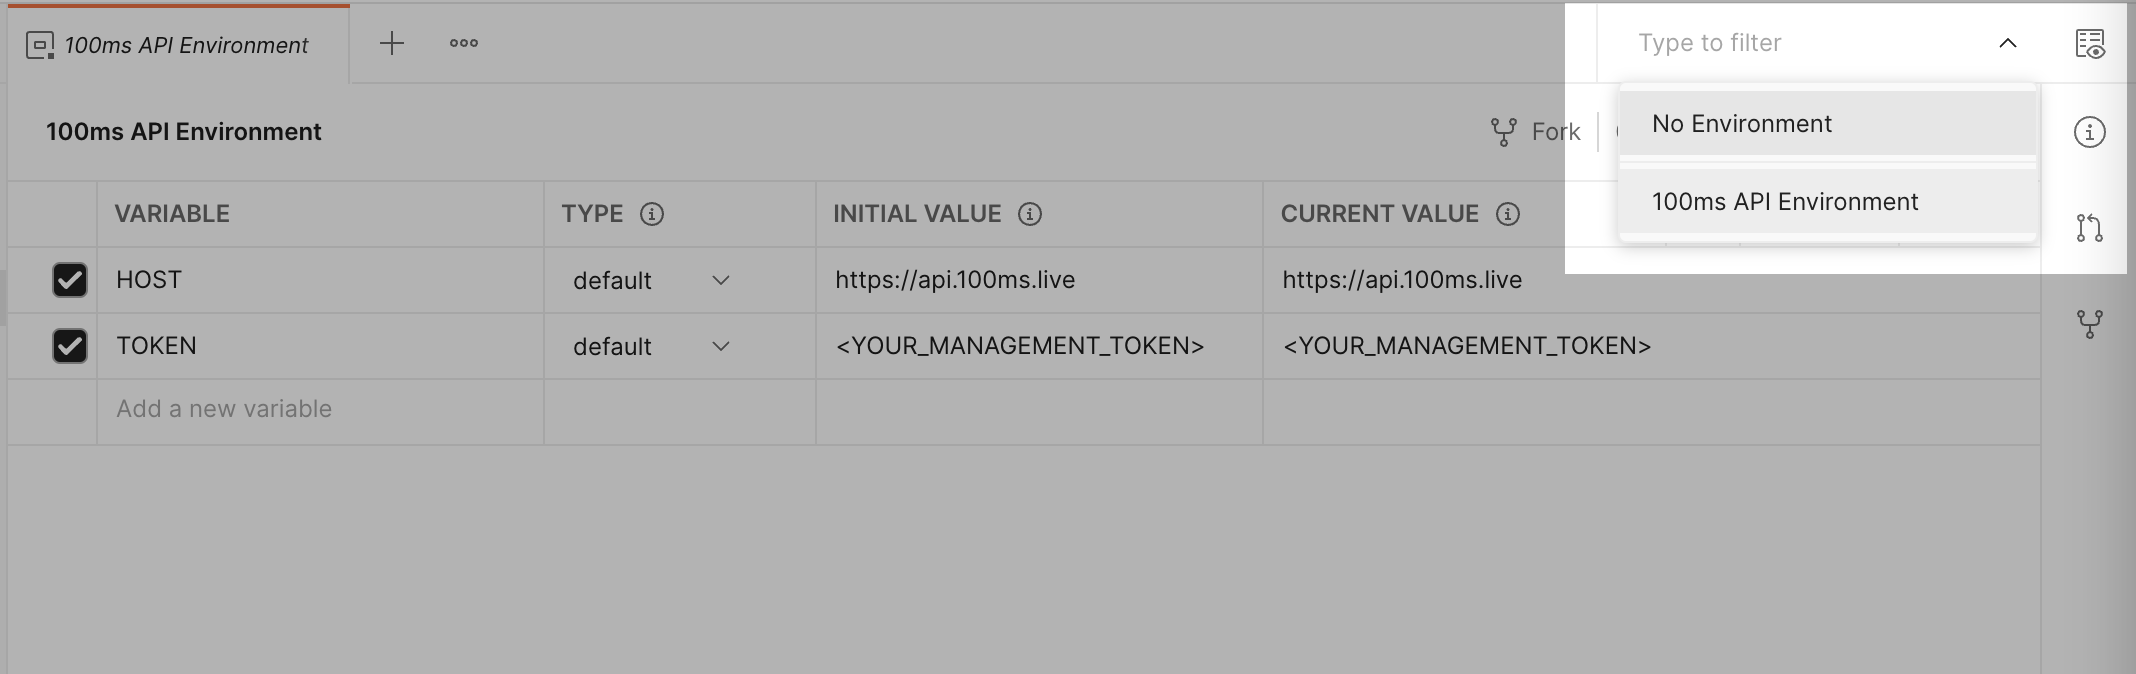 100ms API Environment
Type to filter
100ms API Environment
Fork
No Environment
100ms API Environment
VARIABLE TYPE INITIAL VALUE CURRENT VALUE
HOST default https://api.100ms.live https://api.100ms.live
TOKEN default <YOUR_MANAGEMENT_TOKEN> <YOUR_MANAGEMENT_TOKEN>
Add a new variable